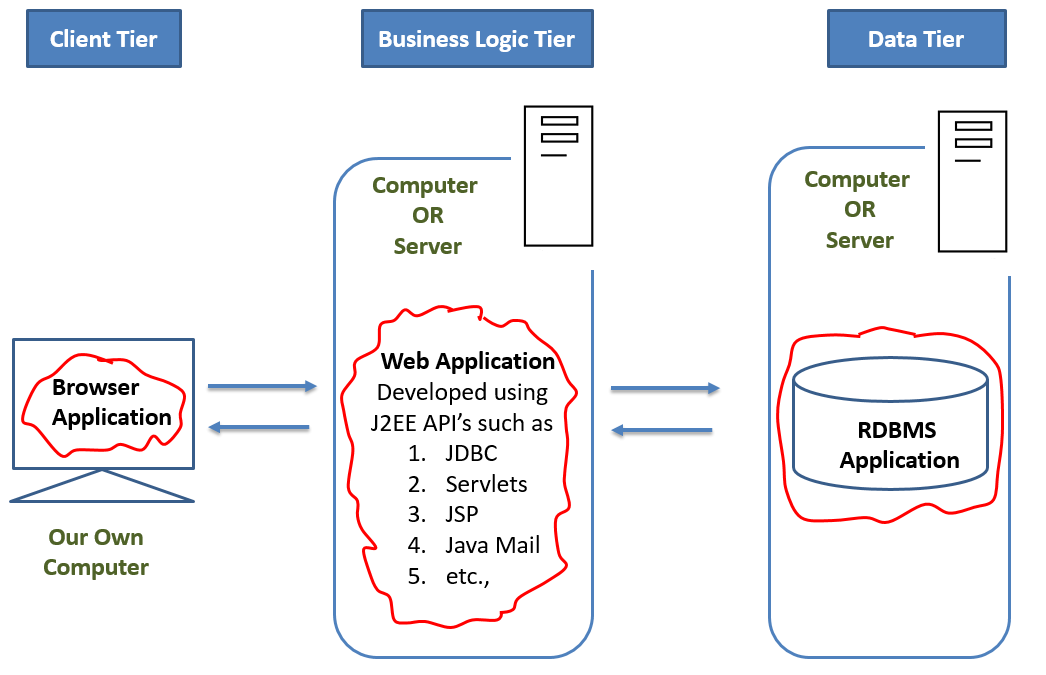 Client Tier
Business Logic Tier
Data Tier
Computer
OR
Server
Computer
OR
Server
Browser
Application
Our Own
Computer
Web Application
Developed using
J2EE API's such as
1. JDBC
2. Servlets
3. JSP
4. Java Mail
5. etc.,
RDBMS
Application